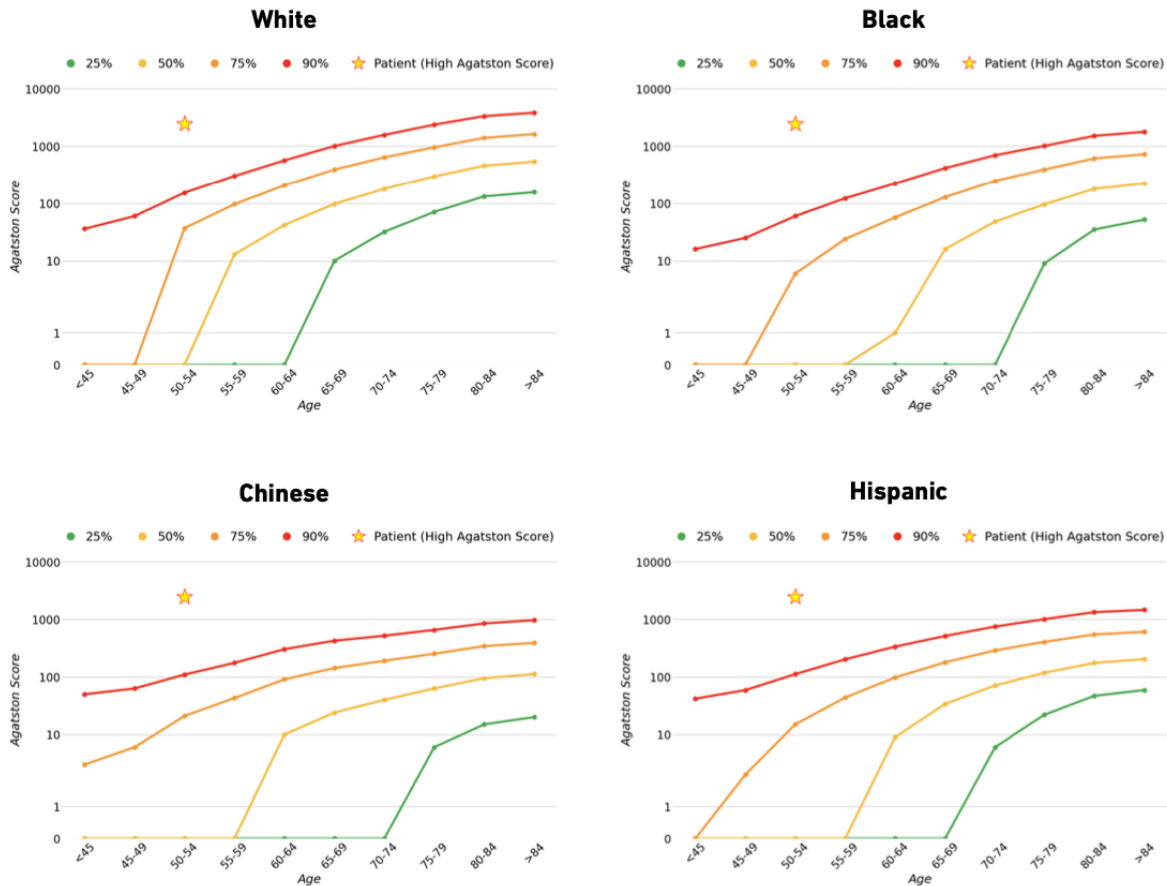 White
25% 50% 75% 90% Patient (High Agatston Score)
10000
1000
100
10
1
0
Agatston Score
<45 45-49 50-54 55-59 60-64 65-69 70-74 75-79 80-84 >84
Age
Black
25% 50% 75% 90% Patient (High Agatston Score)
10000
1000
100
10
1
0
Agatston Score
<45 45-49 50-54 55-59 60-64 65-69 70-74 75-79 80-84 >84
Age
Chinese
25% 50% 75% 90% Patient (High Agatston Score)
10000
1000
100
10
1
0
Agatston Score
<45 45-49 50-54 55-59 60-64 65-69 70-74 75-79 80-84 >84
Age
Hispanic
25% 50% 75% 90% Patient (High Agatston Score)
10000
1000
100
10
1
0
Agatston Score
<45 45-49 50-54 55-59 60-64 65-69 70-74 75-79 80-84 >84
Age